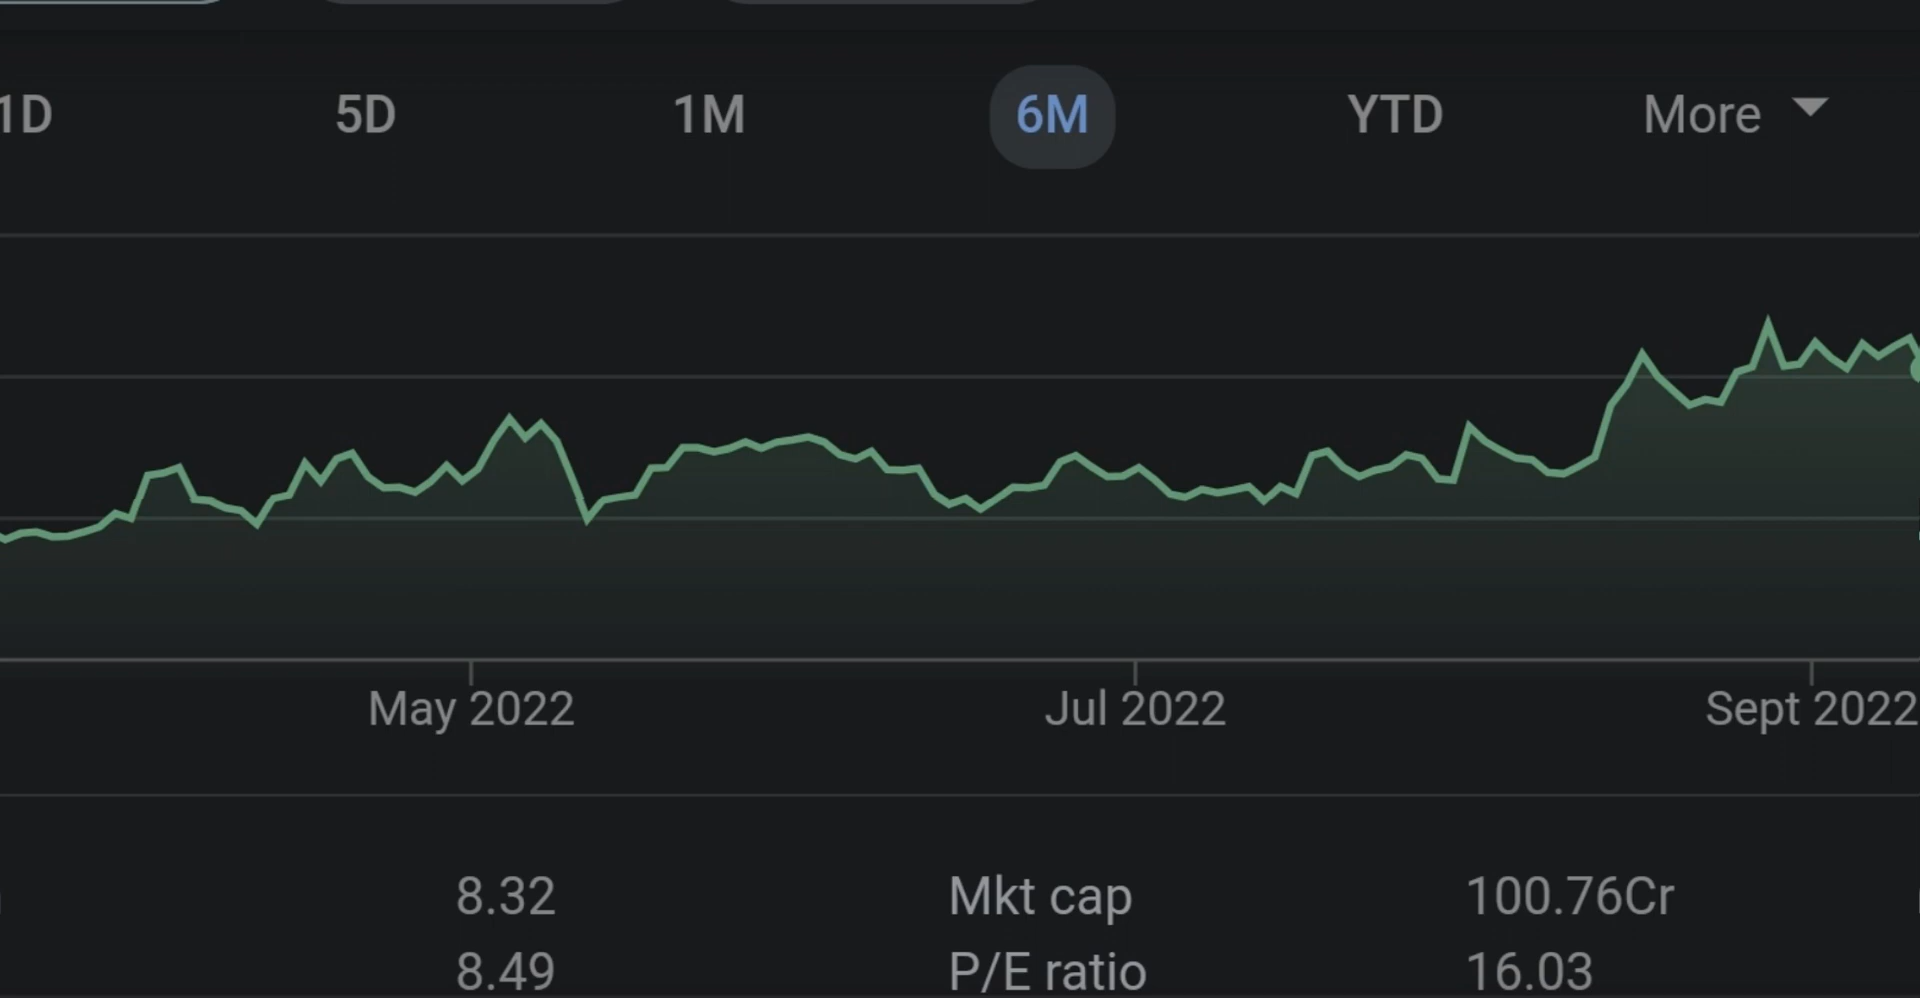 1D 5D 1M 6M YTD More
May 2022 Jul 2022 Sept 2022
8.32 Mkt cap 100.76Cr
8.49 P/E ratio 16.03